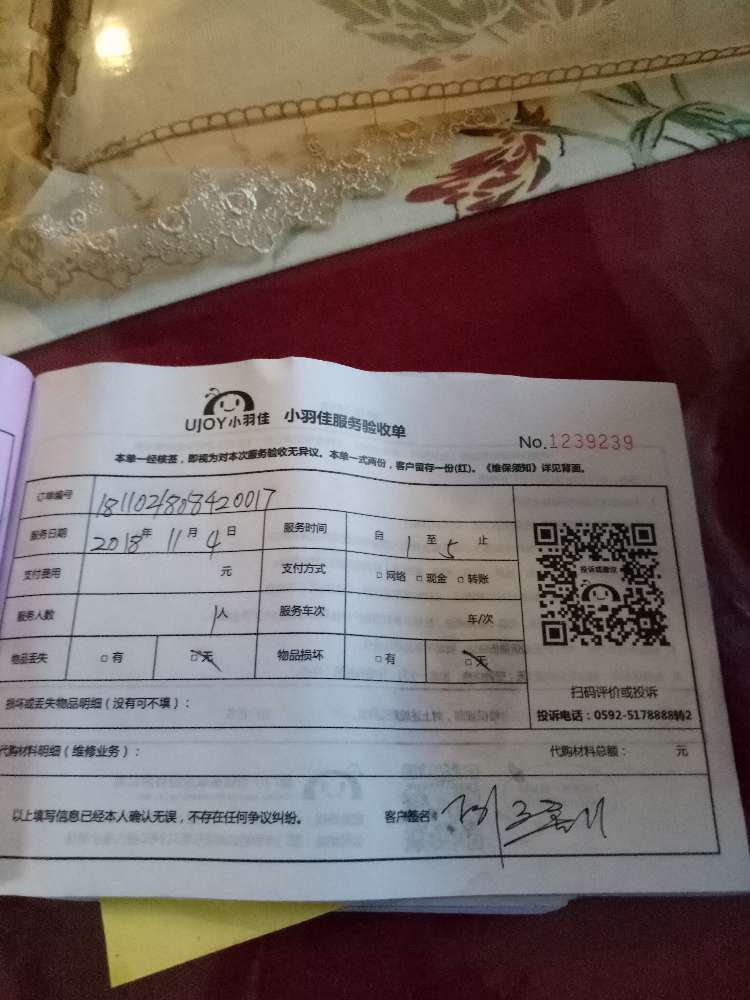 UJOY小羽佳 小羽佳服务验收单
No.1239239
本单一经核签，即视为对本次服务验收无异议。本单一式两份，客户留存一份(红)。《维保须知》详见背面。
订单编号 181102808420017
服务日期 2018年 11月 4日 服务时间 自 1 至 5 止
支付费用 元 支付方式 □网络 □现金 □转账
投诉或建议
服务人数 1人 服务车次 车/次
物品丢失 □有 □无 物品损坏 □有 □无
扫码评价或投诉
损坏或丢失物品明细（没有可不填）：
投诉电话：0592-5178888转2
代购材料明细（维修业务）： 代购材料总额： 元
以上填写信息已经本人确认无误，不存在任何争议纠纷。 客户签名：